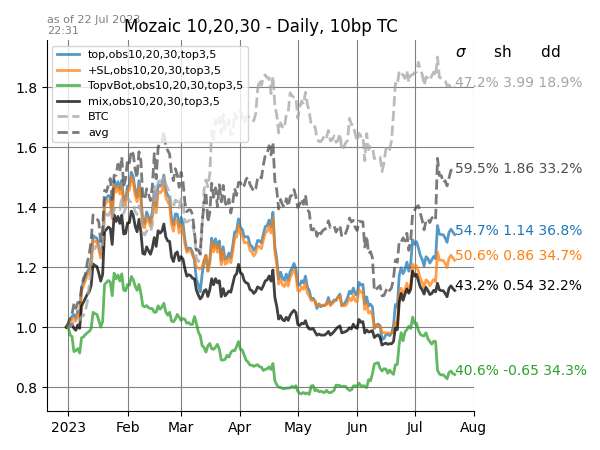 as of 22 Jul 2023
22:31
Mozaic 10,20,30 - Daily, 10bp TC
σ sh dd
top,obs10,20,30,top3,5
+SL,obs10,20,30,top3,5
TopvBot,obs10,20,30,top3,5
mix,obs10,20,30,top3,5
BTC
avg
47.2% 3.99 18.9%
59.5% 1.86 33.2%
54.7% 1.14 36.8%
50.6% 0.86 34.7%
43.2% 0.54 32.2%
40.6% -0.65 34.3%
1.8
1.6
1.4
1.2
1.0
0.8
2023 Feb Mar Apr May Jun Jul Aug